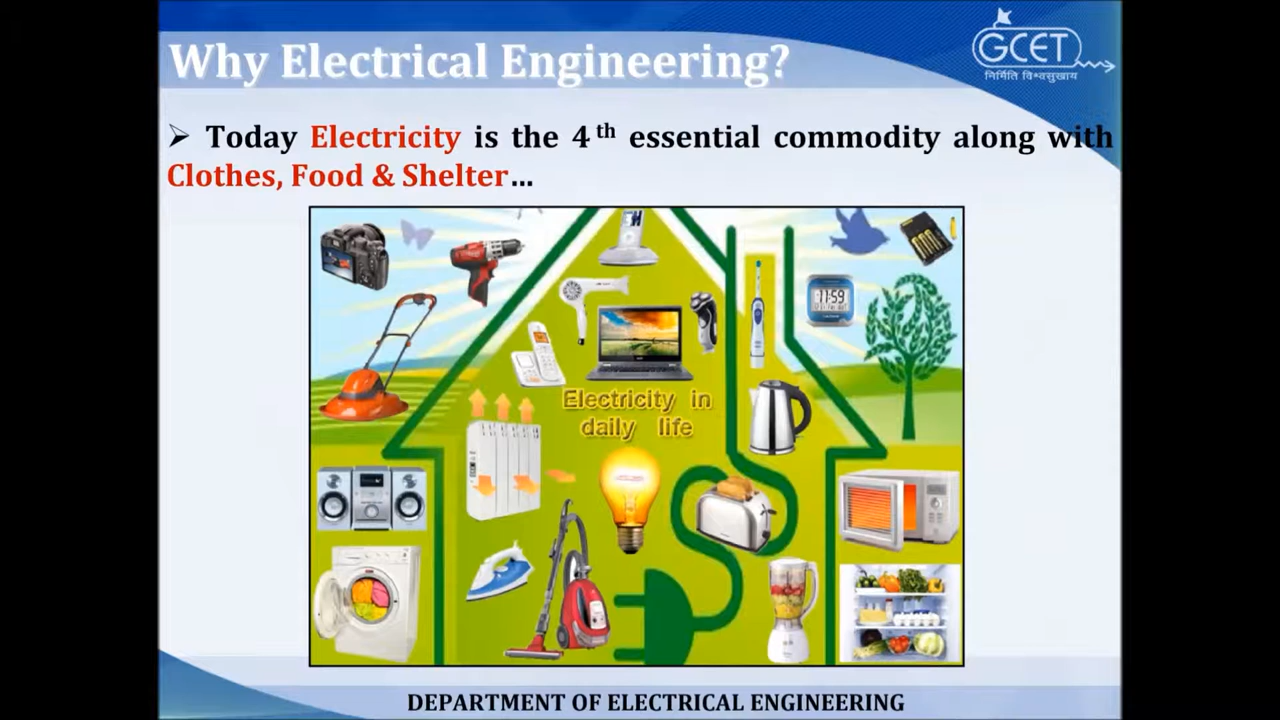 Why Electrical Engineering?
GCET
निर्मिति विश्वसुखाय
➢ Today Electricity is the 4th essential commodity along with
Clothes, Food & Shelter...
11:59
Electricity in
daily life
DEPARTMENT OF ELECTRICAL ENGINEERING